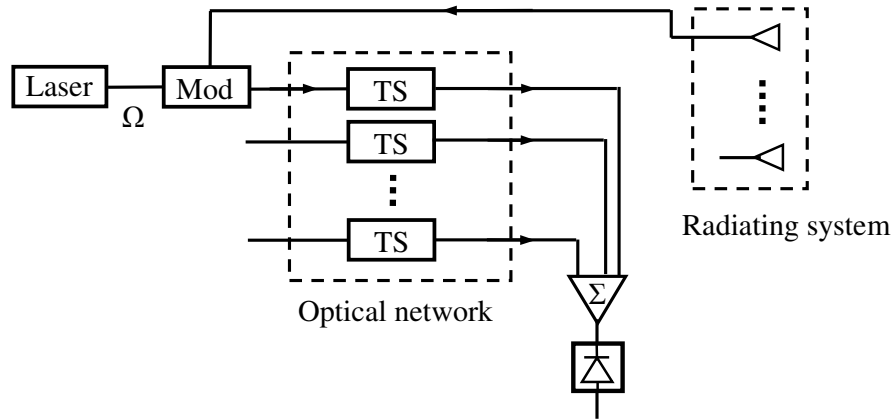 Laser
Ω
Mod
TS
TS
TS
Optical network
Radiating system
Σ